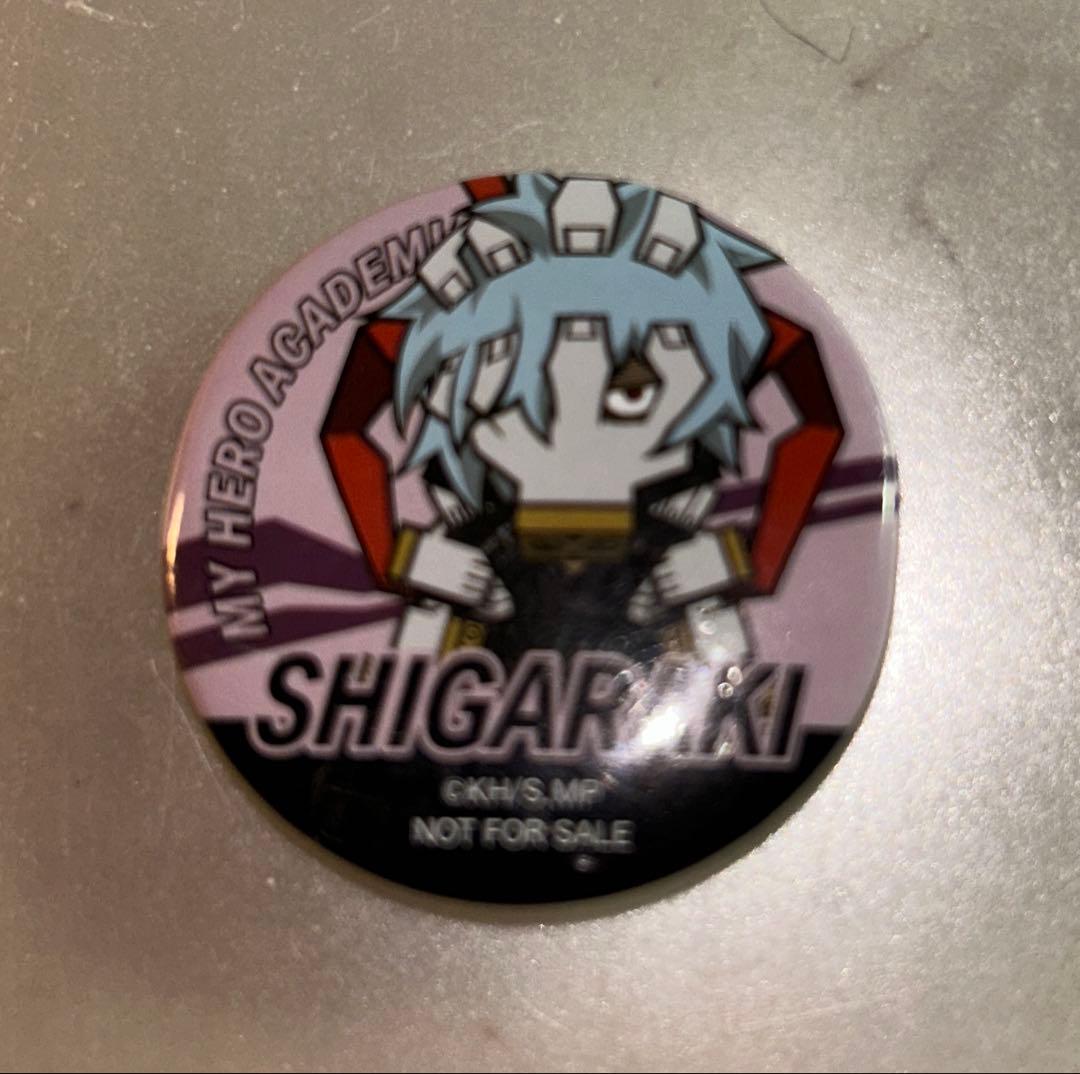 MY HERO ACADEMIA
SHIGARAKI
©KH/S,MP
NOT FOR SALE